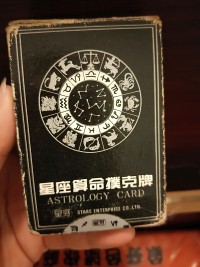 星座算命撲克牌
ASTROLOGY CARD
STARS ENTERPRISE CO., LTD.